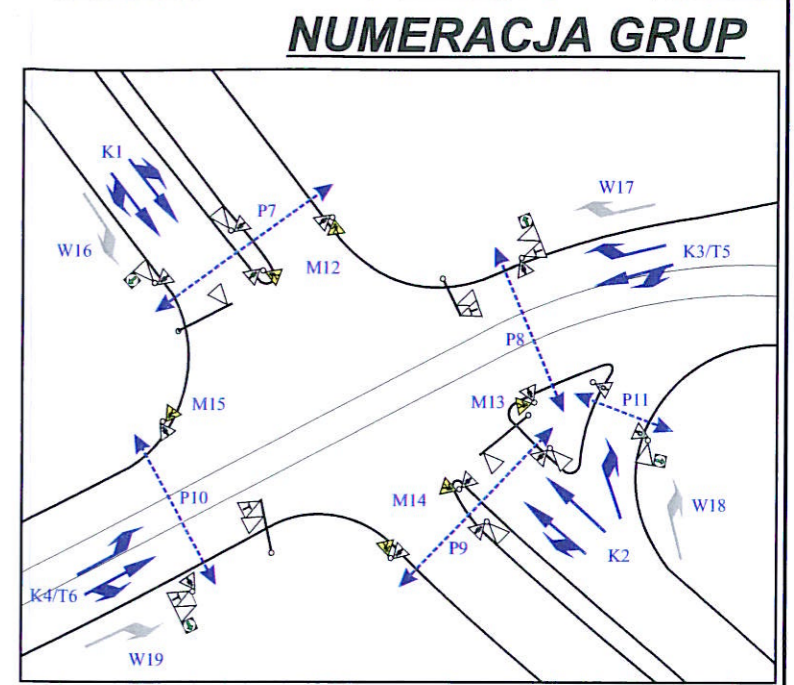 NUMERACJA GRUP
K1
W17
P7
W16
K3/T5
M12
P8
M15
M13
P11
P10
M14
W18
P9
K2
K4/T6
W19